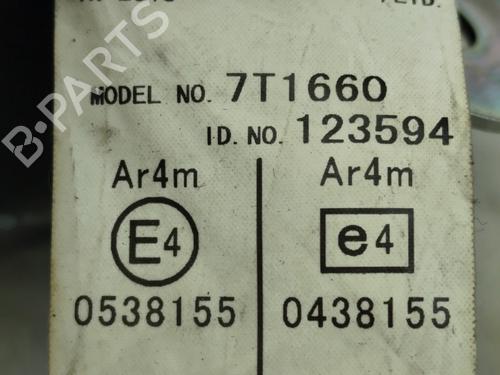 MODEL NO. 7T1660
I.D. NO. 123594
Ar4m Ar4m
E4 e4
0538155 0438155
B-PARTS